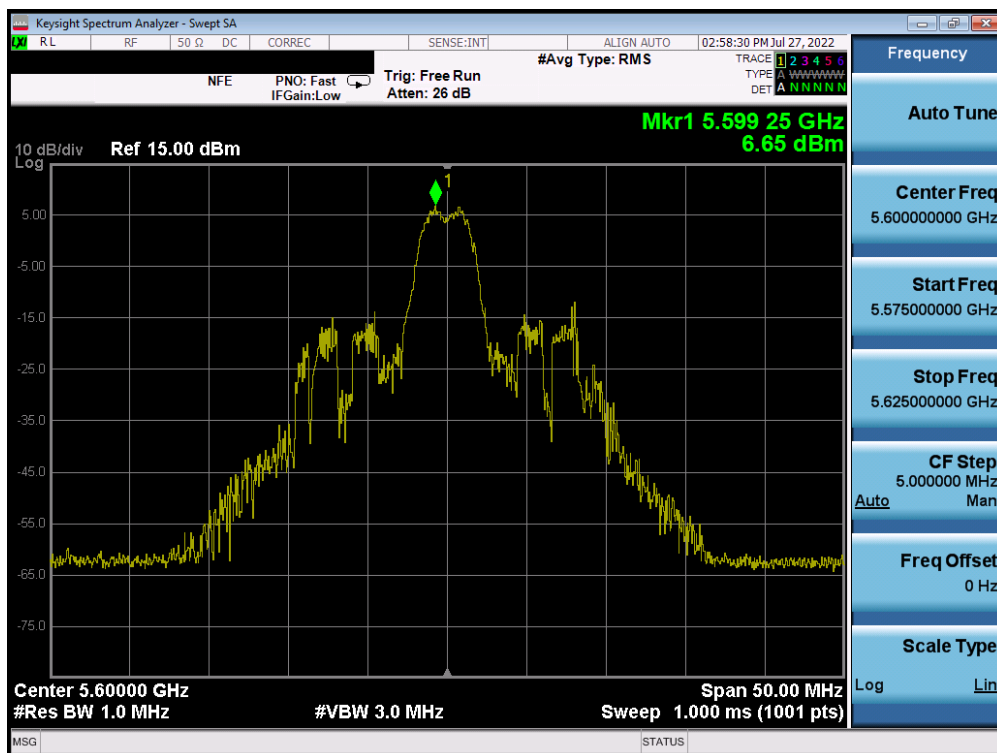 Keysight Spectrum Analyzer - Swept SA
LXI RL RF 50 Ω DC CORREC SENSE:INT ALIGN AUTO 02:58:30 PM Jul 27, 2022
NFE PNO: Fast Trig: Free Run #Avg Type: RMS TRACE 1 2 3 4 5 6
IFGain:Low Atten: 26 dB TYPE A WWWWW
DET A N N N N N
Mkr1 5.599 25 GHz
6.65 dBm
10 dB/div Ref 15.00 dBm
Log
1
5.00
-5.00
-15.0
-25.0
-35.0
-45.0
-55.0
-65.0
-75.0
Center 5.60000 GHz Span 50.00 MHz
#Res BW 1.0 MHz #VBW 3.0 MHz Sweep 1.000 ms (1001 pts)
MSG STATUS
Frequency
Auto Tune
Center Freq
5.600000000 GHz
Start Freq
5.575000000 GHz
Stop Freq
5.625000000 GHz
CF Step
5.000000 MHz
Auto Man
Freq Offset
0 Hz
Scale Type
Log Lin